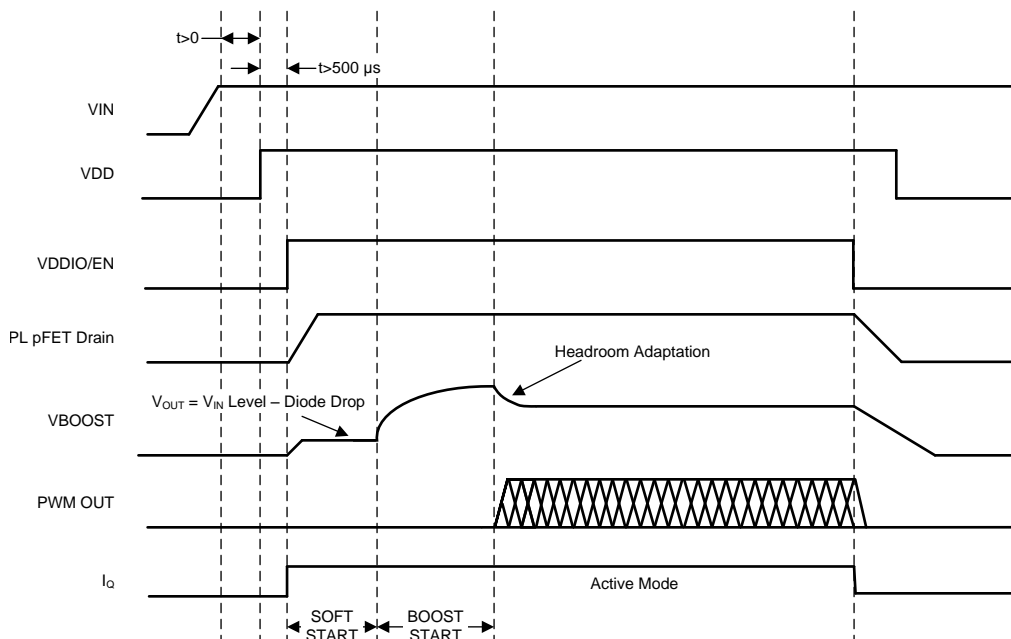 t>0
t>500 µs
VIN
VDD
VDDIO/EN
PL pFET Drain
Headroom Adaptation
VOUT = VIN Level – Diode Drop
VBOOST
PWM OUT
IQ
Active Mode
SOFT
START
BOOST
START